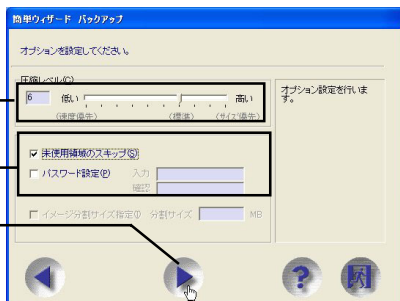 簡単ウィザード バックアップ
オプションを設定してください。
圧縮レベル(C)
6 低い 高い
(速度優先) (標準) (サイズ優先)
オプション設定を行いま
す。
未使用領域のスキップ(S)
パスワード設定(P) 入力
確認
イメージ分割サイズ指定(I) 分割サイズ MB
?